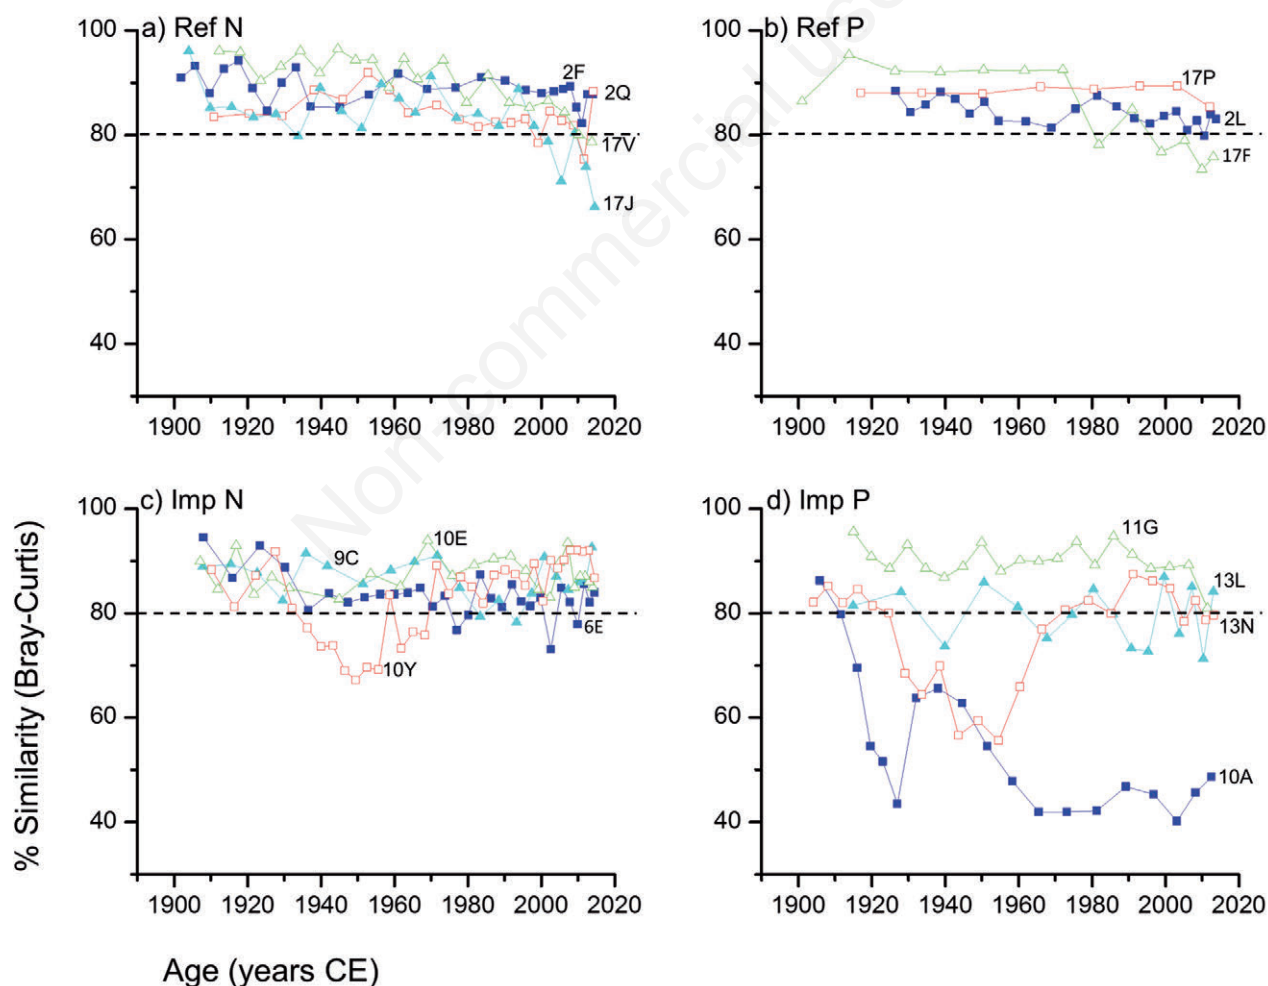 a) Ref N
100
80
60
40
2F
2Q
17V
17J
1900 1920 1940 1960 1980 2000 2020
b) Ref P
100
80
60
40
17P
2L
17F
1900 1920 1940 1960 1980 2000 2020
c) Imp N
100
80
60
40
9C
10E
10Y
6E
1900 1920 1940 1960 1980 2000 2020
d) Imp P
100
80
60
40
11G
13L
13N
10A
1900 1920 1940 1960 1980 2000 2020
% Similarity (Bray-Curtis)
Age (years CE)
Non-commercial use